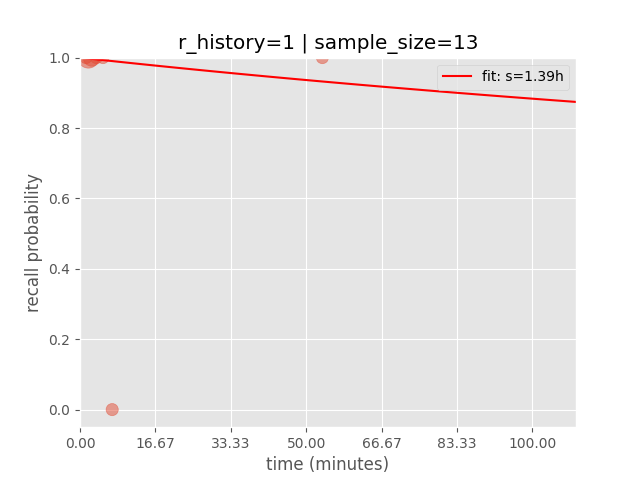 r_history=1 | sample_size=13
fit: s=1.39h
recall probability
1.0
0.8
0.6
0.4
0.2
0.0
0.00 16.67 33.33 50.00 66.67 83.33 100.00
time (minutes)